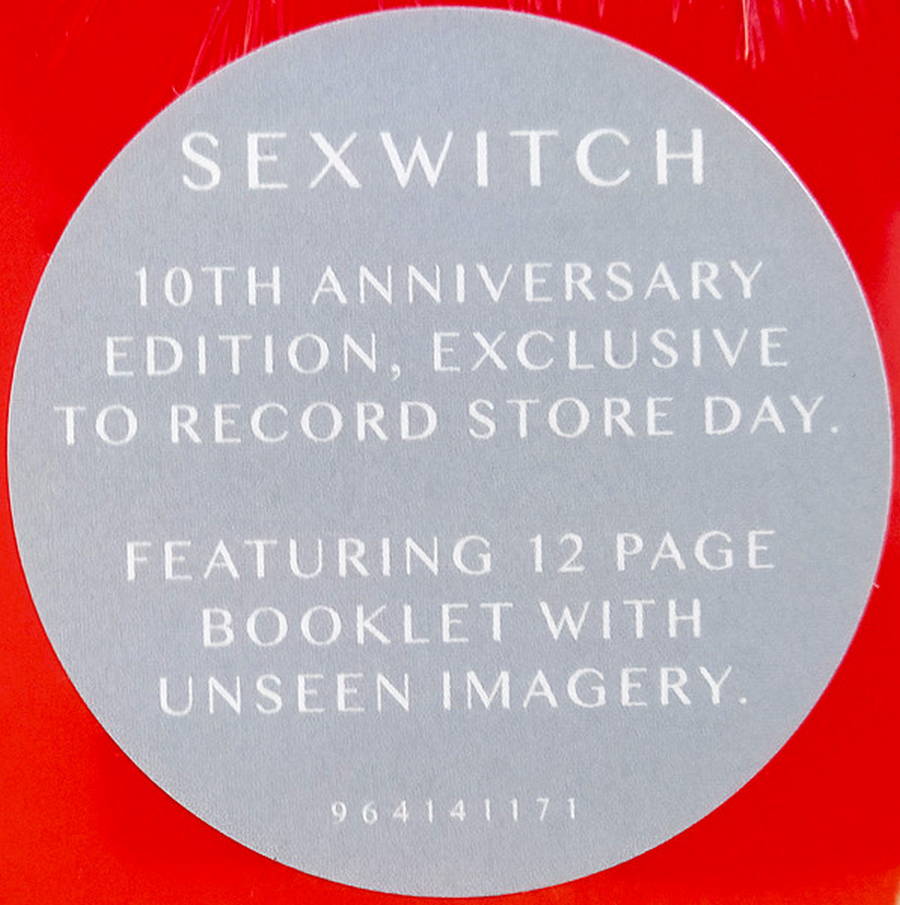 SEXWITCH
10TH ANNIVERSARY
EDITION, EXCLUSIVE
TO RECORD STORE DAY.
FEATURING 12 PAGE
BOOKLET WITH
UNSEEN IMAGERY.
964141171